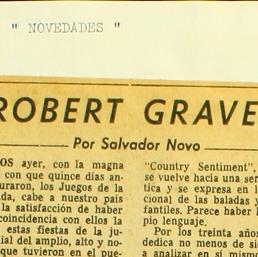 " NOVEDADES "
ROBERT GRAVE
Por Salvador Novo
OS ayer, con la magna
con que quince días an-
uraron, los Juegos de la
da, cabe a nuestro país
la satisfacción de haber
coincidencia con ellos la
estas fiestas de la ju-
ial del amplio, alto y no-
que tuvieron en el pue-
"Country Sentiment",
se vuelve hacia una ser
tica y se expresa en l
cional de las baladas y
fantiles. Parece haber l
pio lenguaje.
Por los treinta años
dedica no menos de si
a analizar en sí mismo